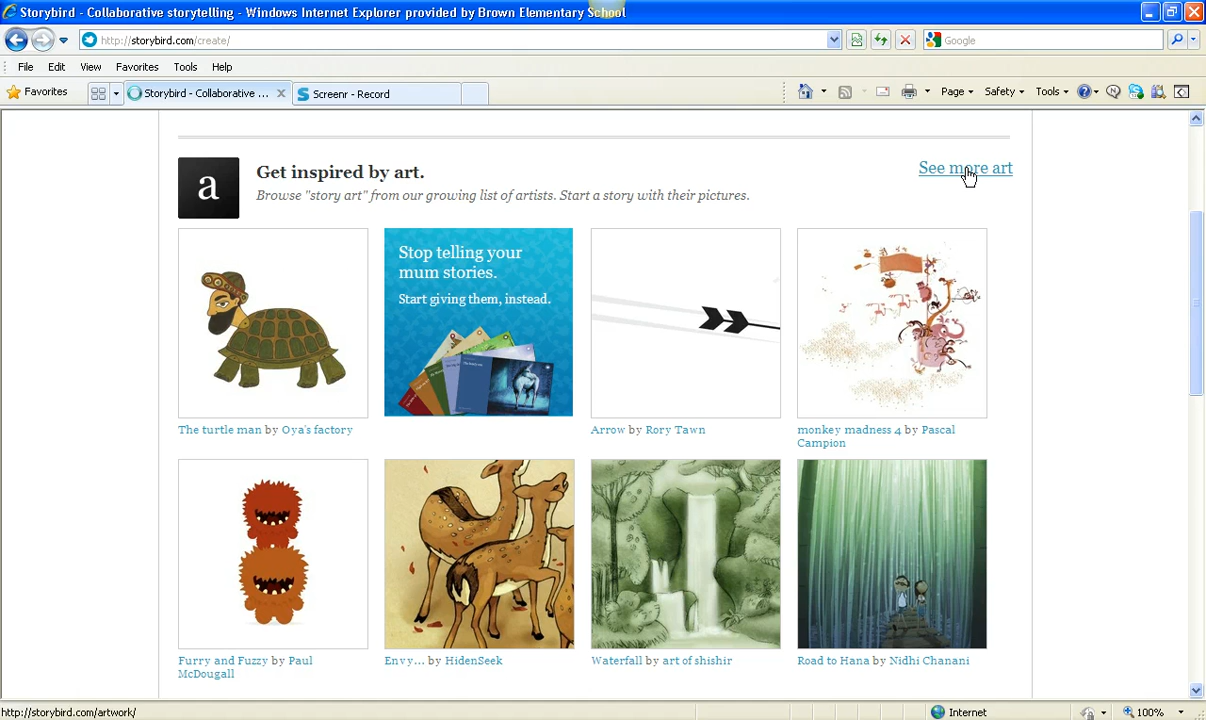 Storybird - Collaborative storytelling - Windows Internet Explorer provided by Brown Elementary School
http://storybird.com/create/
Google
File Edit View Favorites Tools Help
Favorites
Storybird - Collaborative ...
Screenr - Record
Page
Safety
Tools
a
Get inspired by art.
See more art
Browse "story art" from our growing list of artists. Start a story with their pictures.
Stop telling your
mum stories.
Start giving them, instead.
The turtle man by Oya's factory
Arrow by Rory Tawn
monkey madness 4 by Pascal
Campion
Furry and Fuzzy by Paul
McDougall
Envy... by HidenSeek
Waterfall by art of shishir
Road to Hana by Nidhi Chanani
http://storybird.com/artwork/
Internet
100%